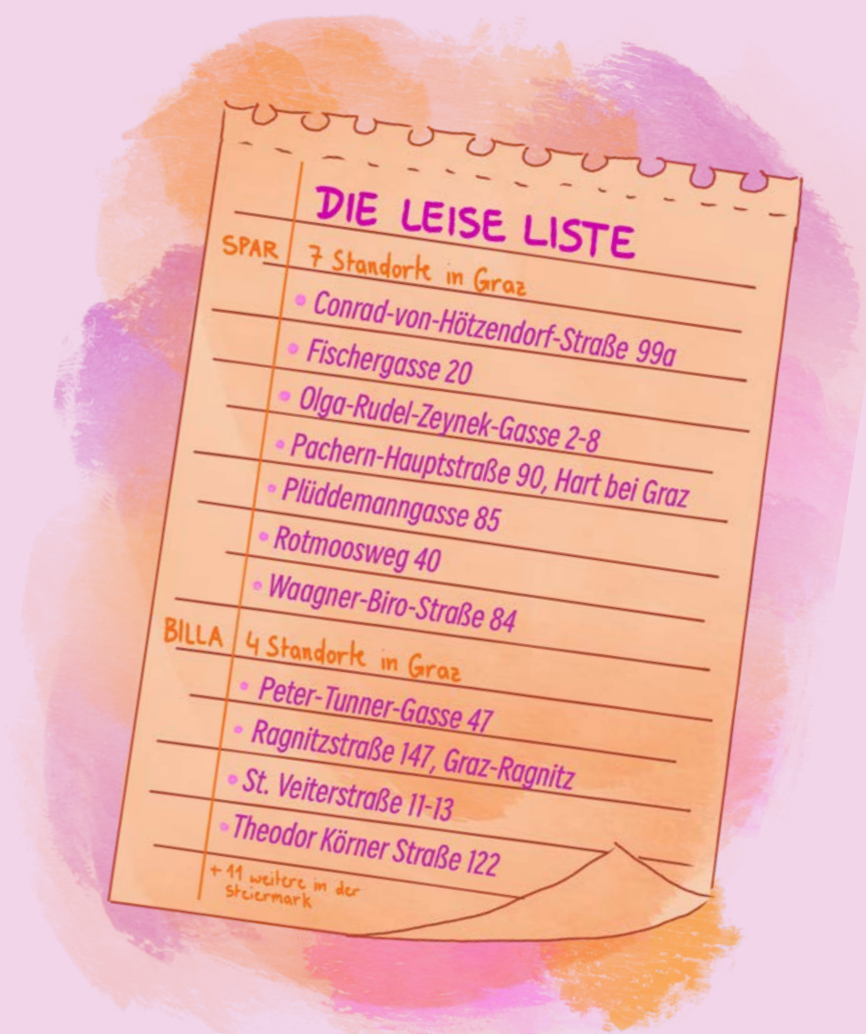 DIE LEISE LISTE
SPAR 7 Standorte in Graz
• Conrad-von-Hötzendorf-Straße 99a
• Fischergasse 20
• Olga-Rudel-Zeynek-Gasse 2-8
• Pachern-Hauptstraße 90, Hart bei Graz
• Plüddemanngasse 85
• Rotmoosweg 40
• Waagner-Biro-Straße 84
BILLA 4 Standorte in Graz
• Peter-Tunner-Gasse 47
• Ragnitzstraße 147, Graz-Ragnitz
• St. Veiterstraße 11-13
• Theodor Körner Straße 122
+ 11 weitere in der
Steiermark